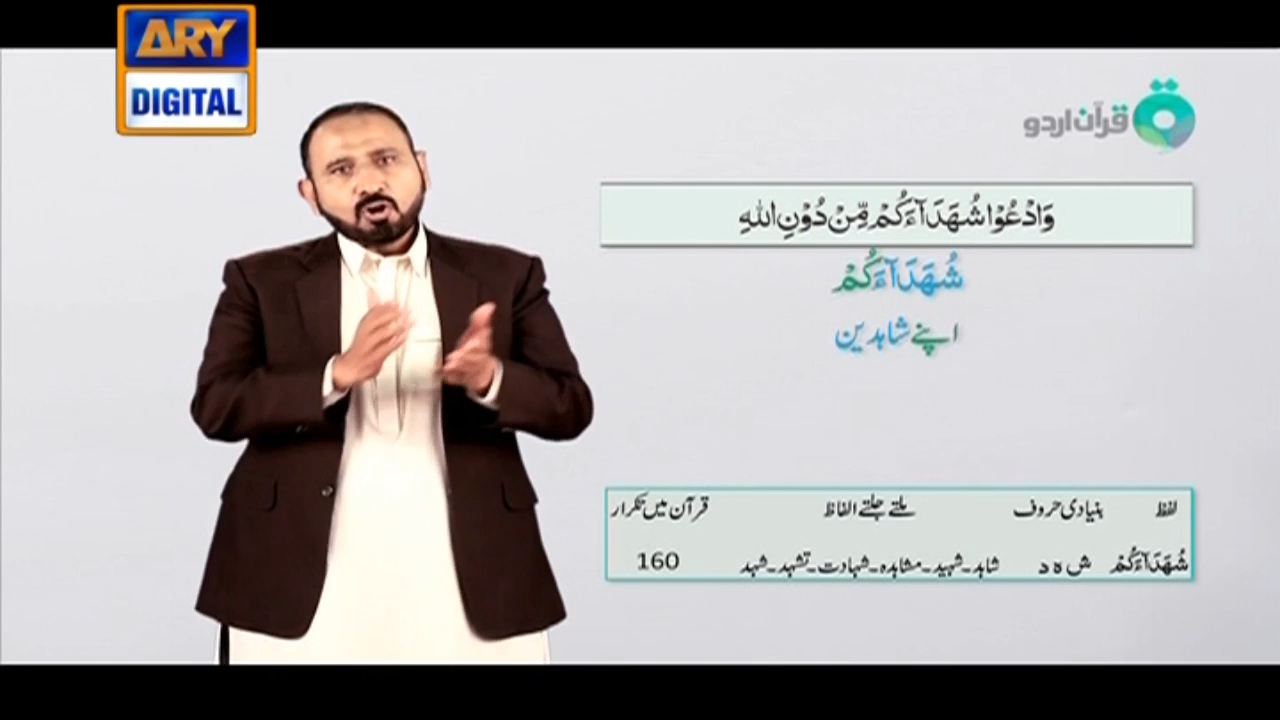 ARY
DIGITAL
قرآن اردو
وَادْعُوْا شُهَدَآءَكُمْ مِّنْ دُوْنِ اللّٰهِ
شُهَدَآءَكُمْ
اپنے شاہدین
لفظ بنیادی حروف ملتے جلتے الفاظ قرآن میں تکرار
شُهَدَآءَكُمْ ش ہ د شاہد۔شہید۔مشاہدہ۔شہادت۔تشہد۔شہد 160